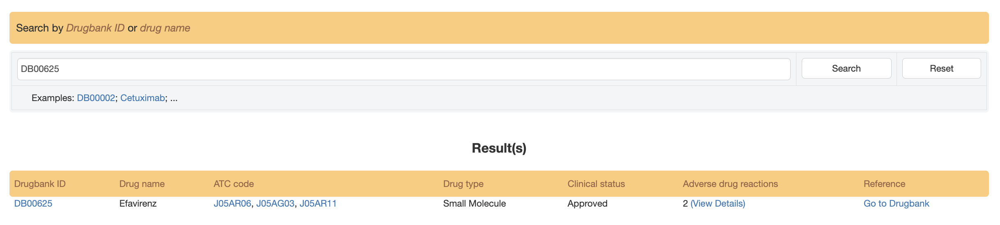 Search by Drugbank ID or drug name
DB00625 Search Reset
Examples: DB00002; Cetuximab; ...
Result(s)
Drugbank ID Drug name ATC code Drug type Clinical status Adverse drug reactions Reference
DB00625 Efavirenz J05AR06, J05AG03, J05AR11 Small Molecule Approved 2 (View Details) Go to Drugbank